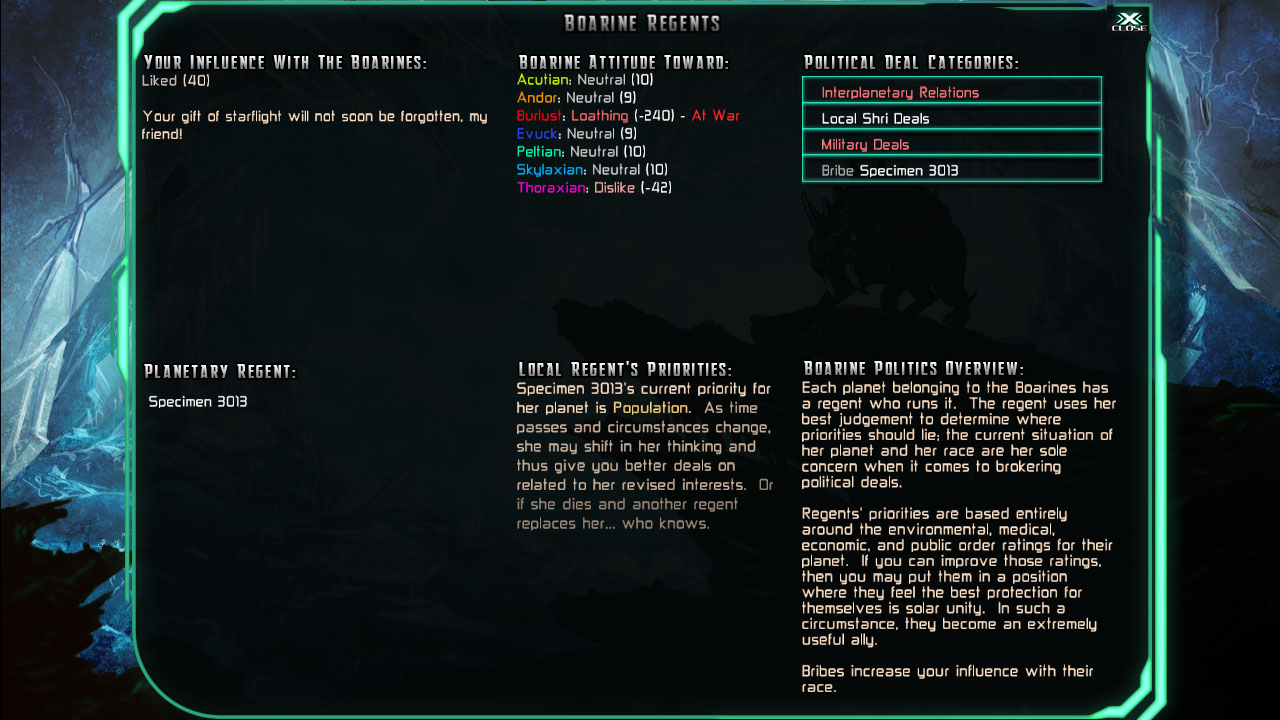 BOARINE REGENTS
CLOSE
YOUR INFLUENCE WITH THE BOARINES:
Liked (40)
Your gift of starflight will not soon be forgotten, my
friend!
BOARINE ATTITUDE TOWARD:
Acutian: Neutral (10)
Andor: Neutral (9)
Burlust: Loathing (-240) - At War
Evuck: Neutral (9)
Peltian: Neutral (10)
Skylaxian: Neutral (10)
Thoraxian: Dislike (-42)
POLITICAL DEAL CATEGORIES:
Interplanetary Relations
Local Shri Deals
Military Deals
Bribe Specimen 3013
PLANETARY REGENT:
Specimen 3013
LOCAL REGENT'S PRIORITIES:
Specimen 3013's current priority for
her planet is Population. As time
passes and circumstances change,
she may shift in her thinking and
thus give you better deals on
related to her revised interests. Or
if she dies and another regent
replaces her... who knows.
BOARINE POLITICS OVERVIEW:
Each planet belonging to the Boarines has
a regent who runs it. The regent uses her
best judgement to determine where
priorities should lie; the current situation of
her planet and her race are her sole
concern when it comes to brokering
political deals.
Regents' priorities are based entirely
around the environmental, medical,
economic, and public order ratings for their
planet. If you can improve those ratings,
then you may put them in a position
where they feel the best protection for
themselves is solar unity. In such a
circumstance, they become an extremely
useful ally.
Bribes increase your influence with their
race.